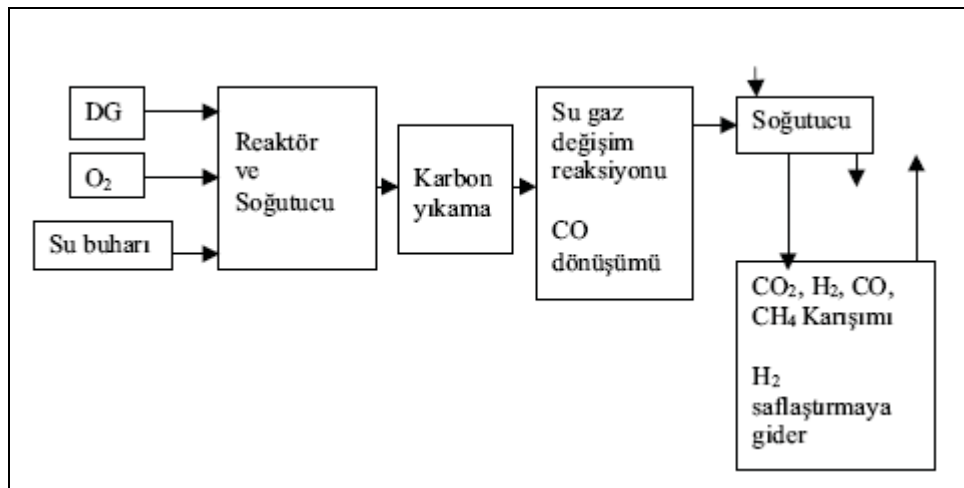 DG
O₂
Su buharı
Reaktör
ve
Soğutucu
Karbon
yıkama
Su gaz
değişim
reaksiyonu
CO
dönüşümü
Soğutucu
CO₂, H₂, CO,
CH₄ Karışımı
H₂
saflaştırmaya
gider